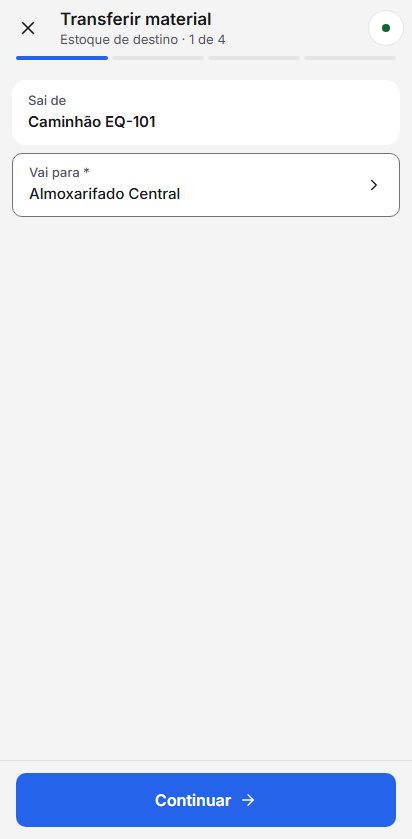 Transferir material
Estoque de destino · 1 de 4
Sai de
Caminhão EQ-101
Vai para *
Almoxarifado Central
Continuar